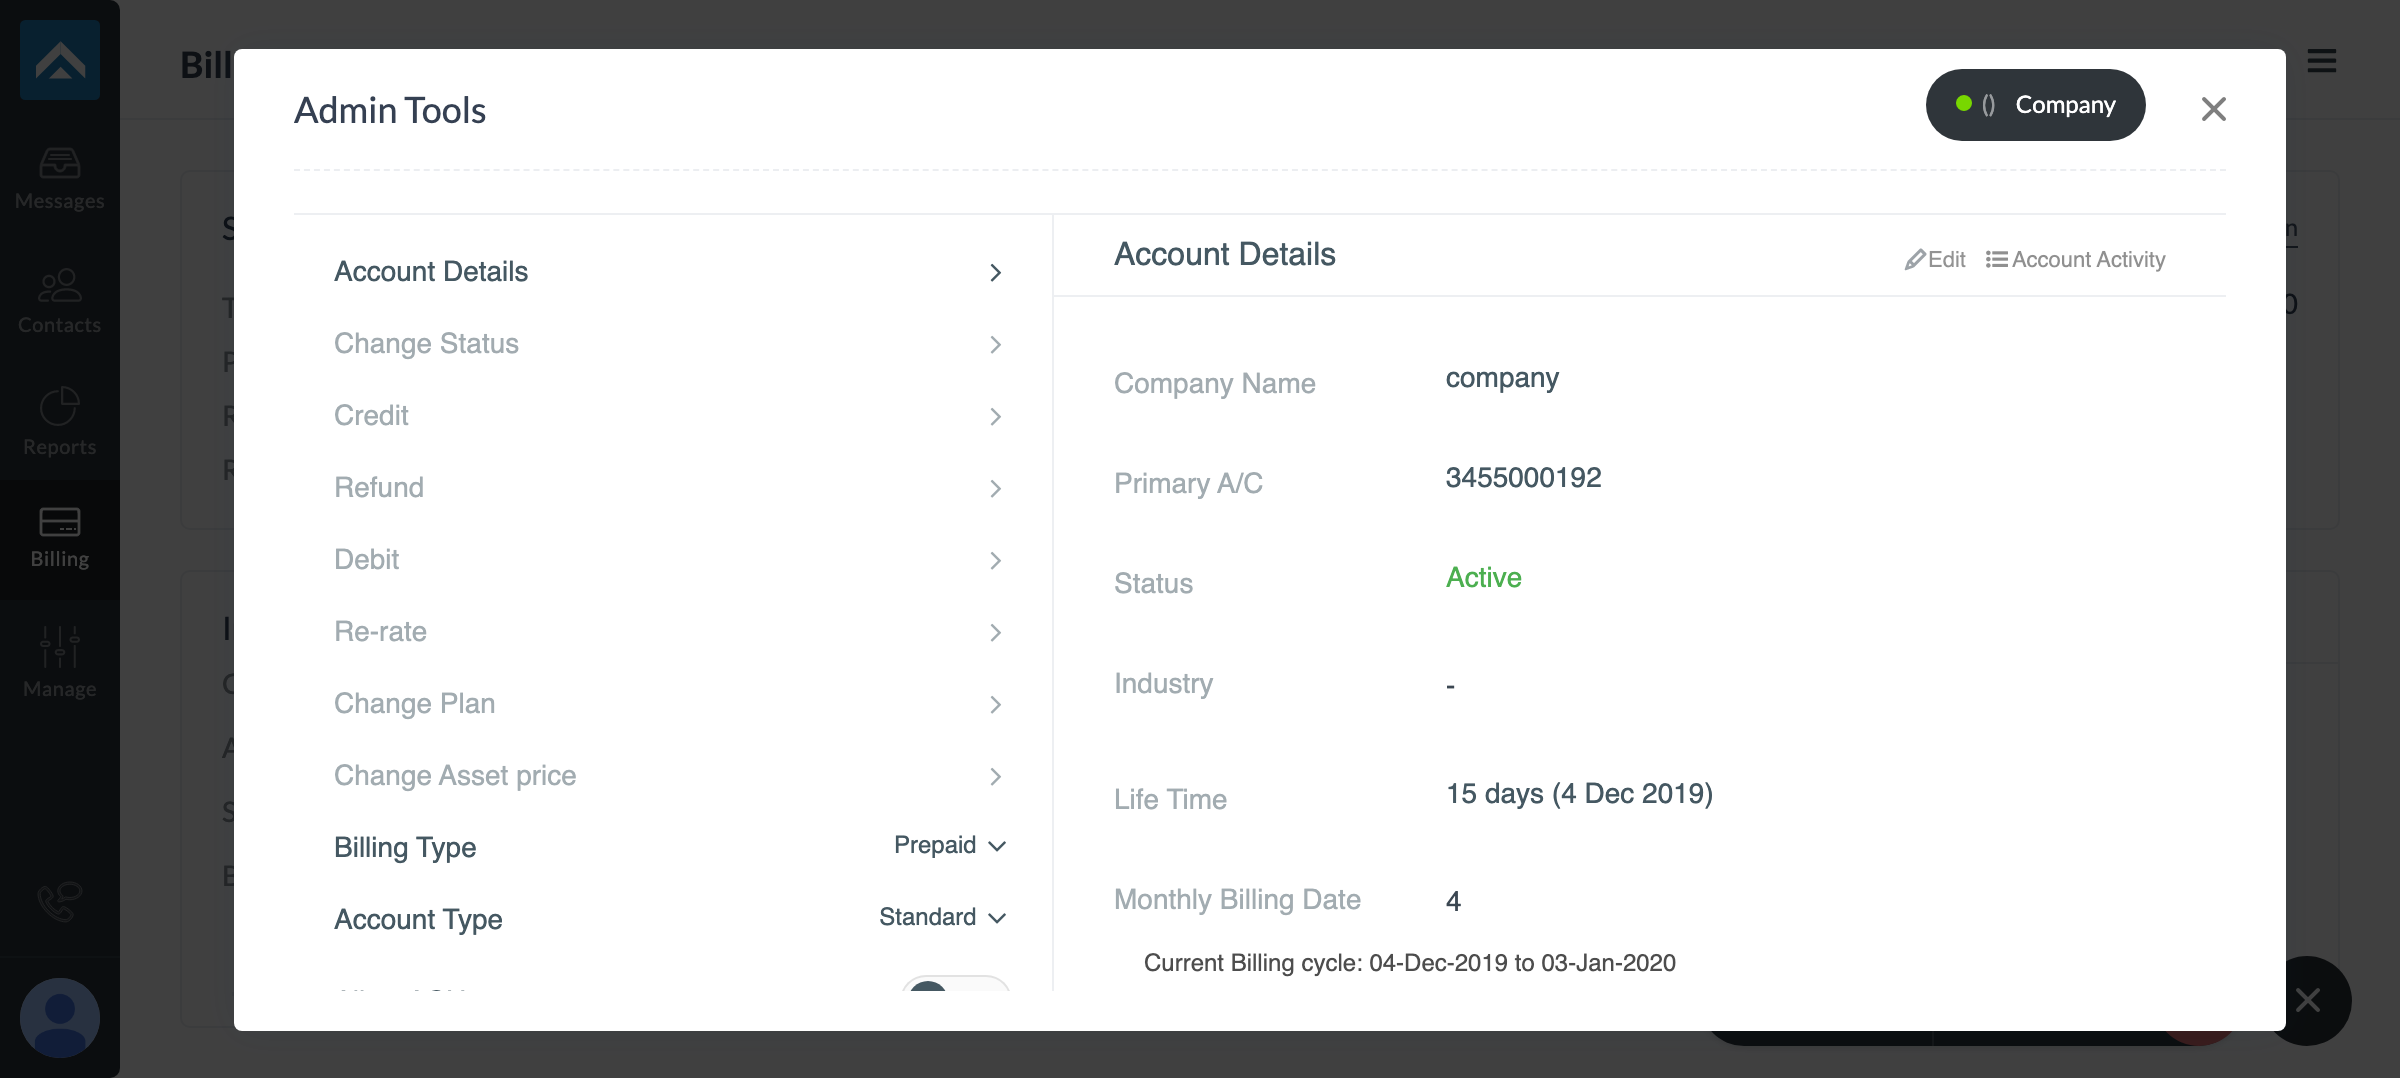 Messages
Contacts
Reports
Billing
Manage
Bill
Admin Tools
() Company
Account Details
Change Status
Credit
Refund
Debit
Re-rate
Change Plan
Change Asset price
Billing Type Prepaid
Account Type Standard
Account Details
Edit Account Activity
Company Name company
Primary A/C 3455000192
Status Active
Industry -
Life Time 15 days (4 Dec 2019)
Monthly Billing Date 4
Current Billing cycle: 04-Dec-2019 to 03-Jan-2020